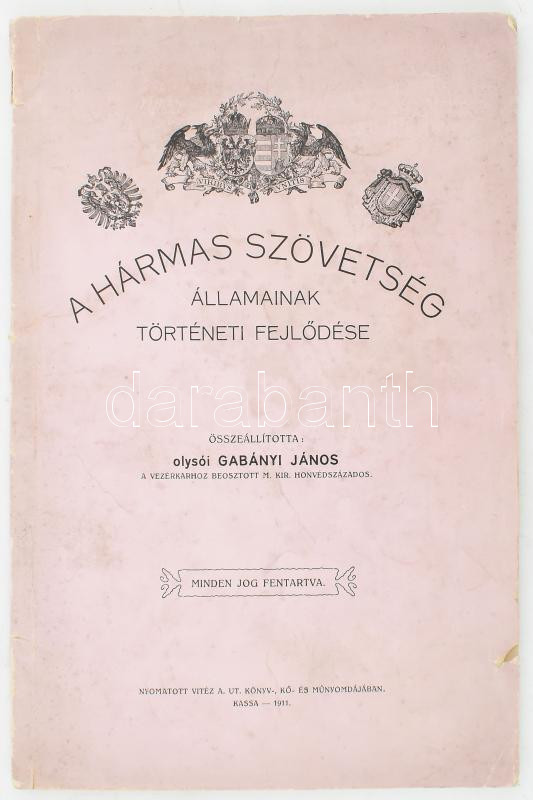 VIRIBUS UNITIS
A HÁRMAS SZÖVETSÉG
ÁLLAMAINAK
TÖRTÉNETI FEJLŐDÉSE
darabanth
ÖSSZEÁLLÍTOTTA:
olysói GABÁNYI JÁNOS
A VEZÉRKARHOZ BEOSZTOTT M. KIR. HONVÉDSZÁZADOS.
MINDEN JOG FENTARTVA.
NYOMATOTT VITÉZ A. UT. KÖNYV-, KŐ- ÉS MŰNYOMDÁJÁBAN.
KASSA — 1911.